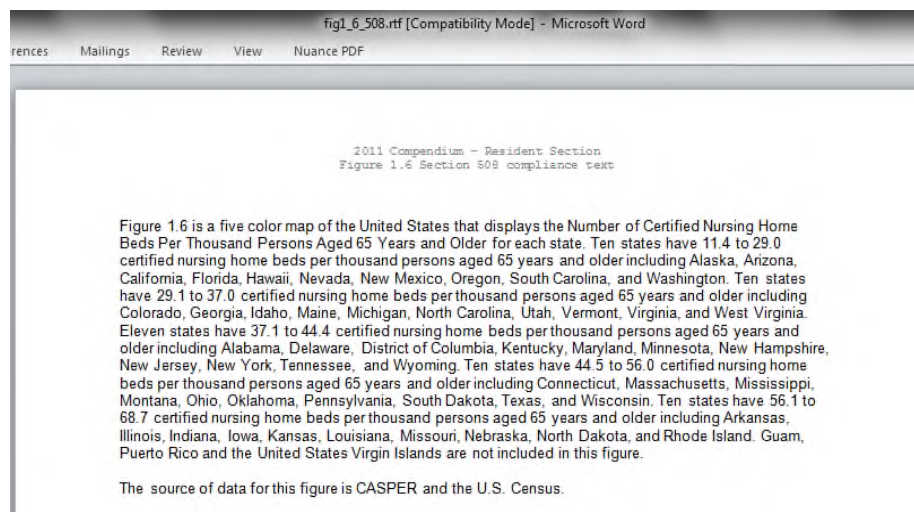 fig1_6_508.rtf [Compatibility Mode] - Microsoft Word
rences Mailings Review View Nuance PDF
2011 Compendium - Resident Section
Figure 1.6 Section 508 compliance text
Figure 1.6 is a five color map of the United States that displays the Number of Certified Nursing Home
Beds Per Thousand Persons Aged 65 Years and Older for each state. Ten states have 11.4 to 29.0
certified nursing home beds per thousand persons aged 65 years and older including Alaska, Arizona,
California, Florida, Hawaii, Nevada, New Mexico, Oregon, South Carolina, and Washington. Ten states
have 29.1 to 37.0 certified nursing home beds per thousand persons aged 65 years and older including
Colorado, Georgia, Idaho, Maine, Michigan, North Carolina, Utah, Vermont, Virginia, and West Virginia.
Eleven states have 37.1 to 44.4 certified nursing home beds per thousand persons aged 65 years and
older including Alabama, Delaware, District of Columbia, Kentucky, Maryland, Minnesota, New Hampshire,
New Jersey, New York, Tennessee, and Wyoming. Ten states have 44.5 to 56.0 certified nursing home
beds per thousand persons aged 65 years and older including Connecticut, Massachusetts, Mississippi,
Montana, Ohio, Oklahoma, Pennsylvania, South Dakota, Texas, and Wisconsin. Ten states have 56.1 to
68.7 certified nursing home beds per thousand persons aged 65 years and older including Arkansas,
Illinois, Indiana, Iowa, Kansas, Louisiana, Missouri, Nebraska, North Dakota, and Rhode Island. Guam,
Puerto Rico and the United States Virgin Islands are not included in this figure.
The source of data for this figure is CASPER and the U.S. Census.